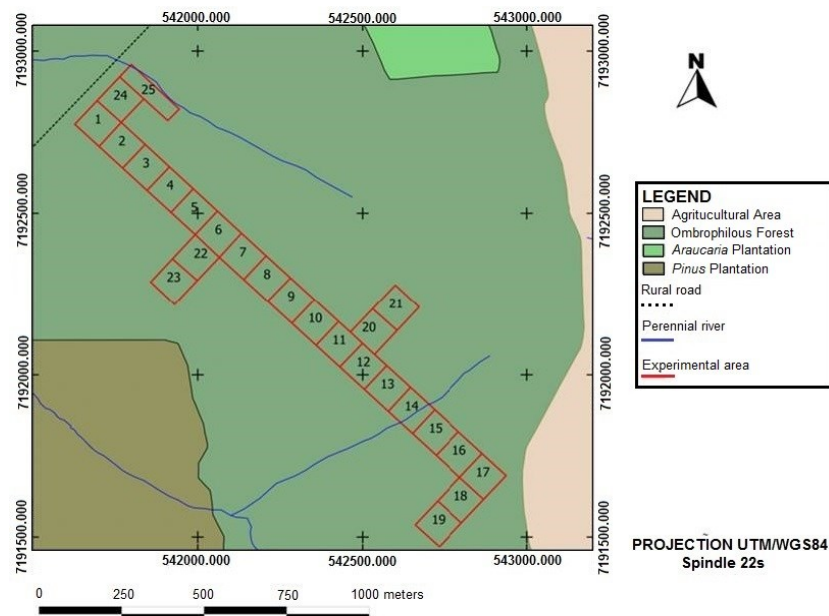 542000.000 542500.000 543000.000
7193000.000 7193000.000
7192500.000 7192500.000
7192000.000 7192000.000
7191500.000 7191500.000
24 25
1
2
3
4
5
6
22 7
23 8
9 21
10 20
11
12
13
14
15
16
17
18
19
542000.000 542500.000 543000.000
0 250 500 750 1000 meters
N
LEGEND
Agritucultural Area
Ombrophilous Forest
Araucaria Plantation
Pinus Plantation
Rural road
Perennial river
Experimental area
PROJECTION UTM/WGS84
Spindle 22s